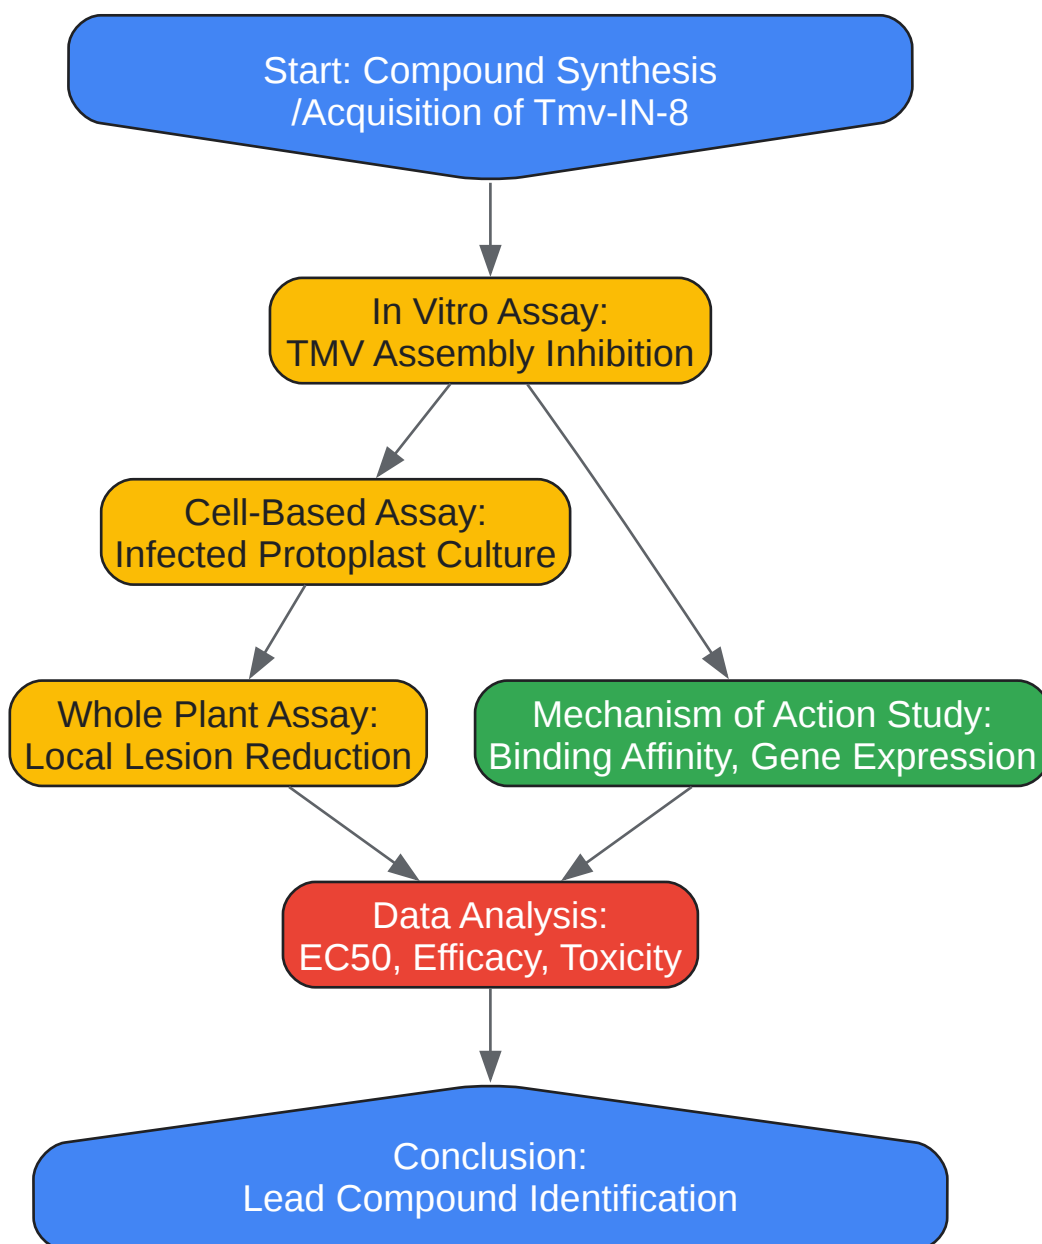 Start: Compound Synthesis
/Acquisition of Tmv-IN-8
In Vitro Assay:
TMV Assembly Inhibition
Cell-Based Assay:
Infected Protoplast Culture
Whole Plant Assay:
Local Lesion Reduction
Mechanism of Action Study:
Binding Affinity, Gene Expression
Data Analysis:
EC50, Efficacy, Toxicity
Conclusion:
Lead Compound Identification